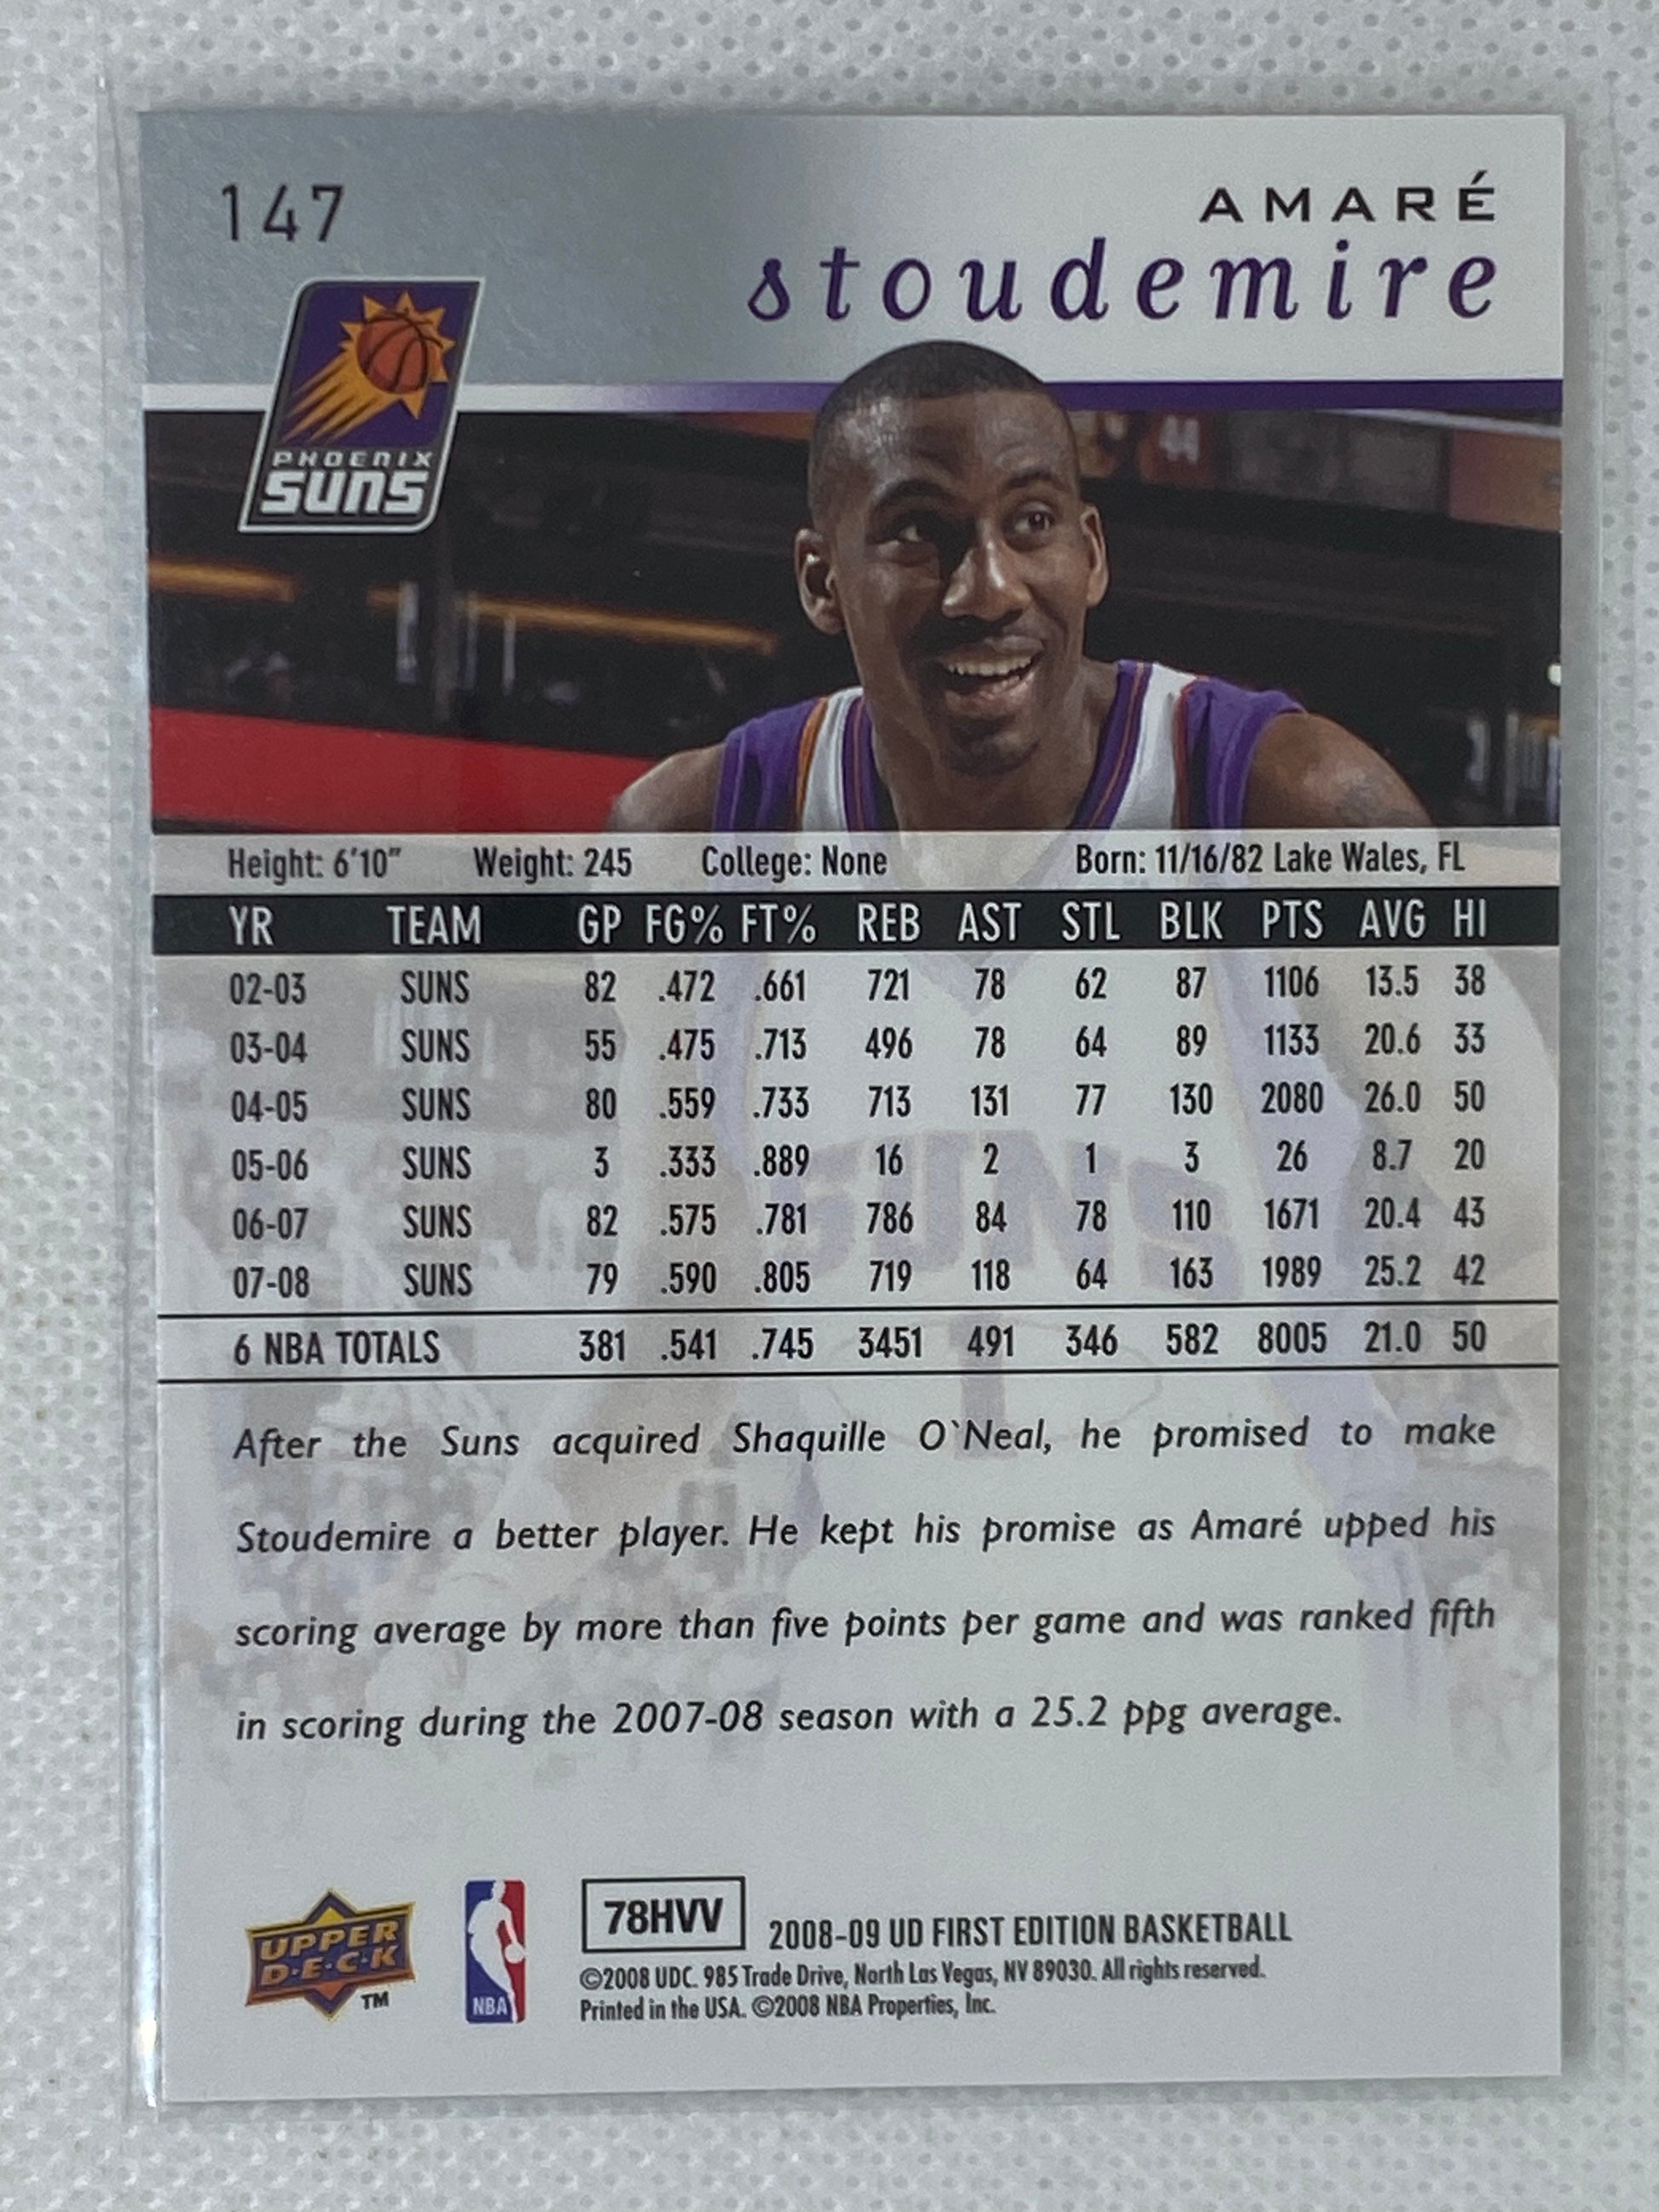 147
AMARÉ
stoudemire
PHOENIX
SUNS
44
Height: 6'10" Weight: 245 College: None Born: 11/16/82 Lake Wales, FL
YR TEAM GP FG% FT% REB AST STL BLK PTS AVG HI
02-03 SUNS 82 .472 .661 721 78 62 87 1106 13.5 38
03-04 SUNS 55 .475 .713 496 78 64 89 1133 20.6 33
04-05 SUNS 80 .559 .733 713 131 77 130 2080 26.0 50
05-06 SUNS 3 .333 .889 16 2 1 3 26 8.7 20
06-07 SUNS 82 .575 .781 786 84 78 110 1671 20.4 43
07-08 SUNS 79 .590 .805 719 118 64 163 1989 25.2 42
6 NBA TOTALS 381 .541 .745 3451 491 346 582 8005 21.0 50
SUNS
1
After the Suns acquired Shaquille O`Neal, he promised to make
Stoudemire a better player. He kept his promise as Amaré upped his
scoring average by more than five points per game and was ranked fifth
in scoring during the 2007-08 season with a 25.2 ppg average.
UPPER
D·E·C·K
TM
NBA
78HVV
2008-09 UD FIRST EDITION BASKETBALL
©2008 UDC. 985 Trade Drive, North Las Vegas, NV 89030. All rights reserved.
Printed in the USA. ©2008 NBA Properties, Inc.